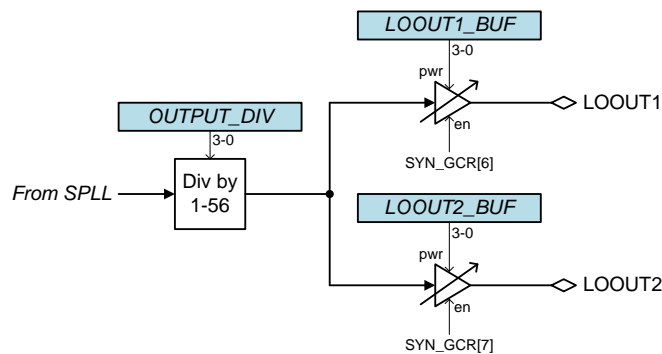 LOOUT1_BUF
3-0
pwr
LOOUT1
en
SYN_GCR[6]
OUTPUT_DIV
3-0
From SPLL
Div by
1-56
LOOUT2_BUF
3-0
pwr
LOOUT2
en
SYN_GCR[7]